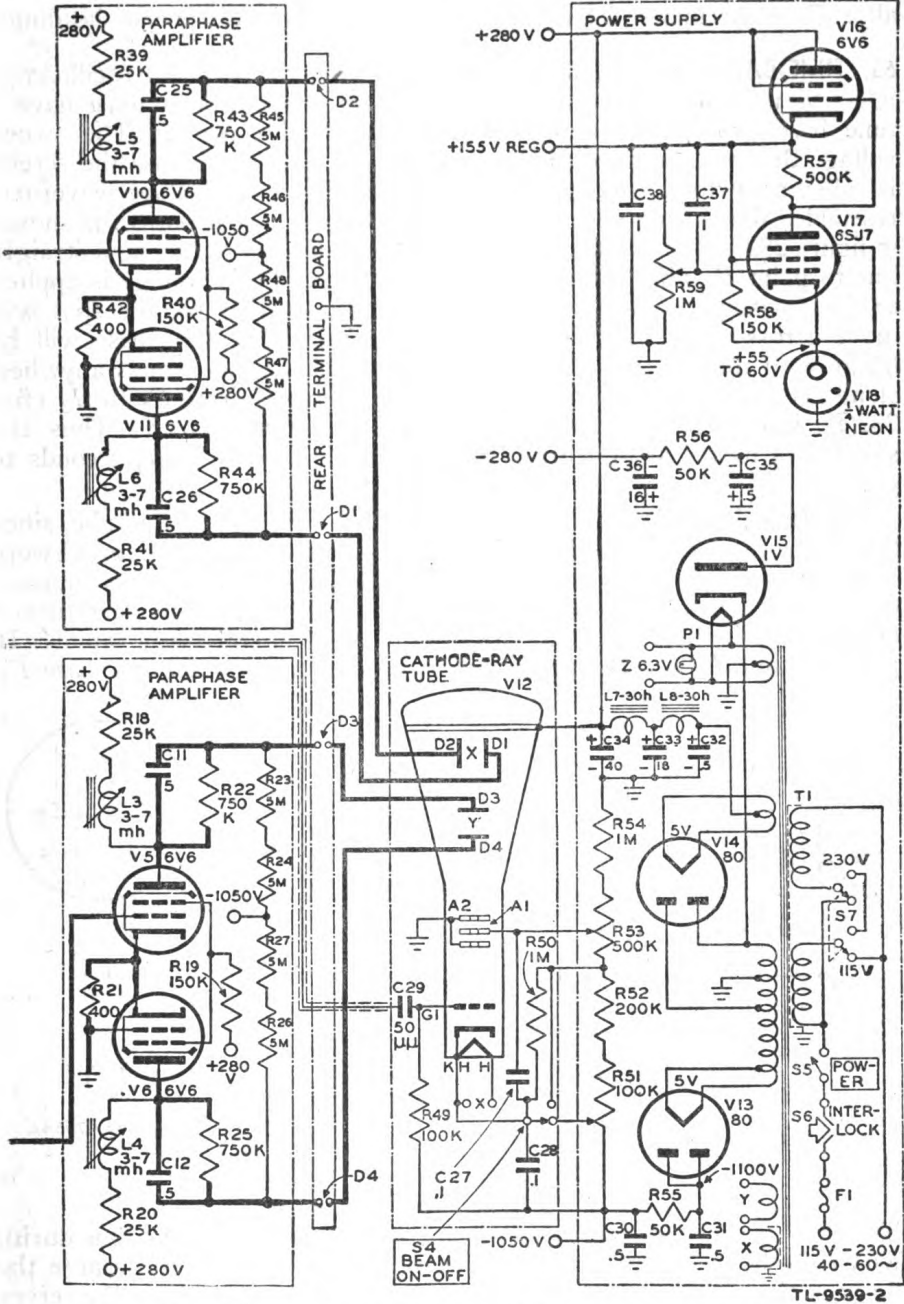 +
280V
PARAPHASE
AMPLIFIER
R39
25K
C25
.5
L5
3-7
mh
R43
750
K
R45
5M
D2
V10 6V6
R46
5M
-1050
V
R48
5M
R42
400
R40
150K
+280V
R47
5M
V11 6V6
L6
3-7
mh
R44
750K
C26
.5
R41
25K
D1
+280V
REAR TERMINAL BOARD
+
280V
PARAPHASE
AMPLIFIER
R18
25K
C11
.5
L3
3-7
mh
R22
750
K
R23
5M
D3
V5 6V6
R24
5M
-1050V
R27
5M
R21
400
R19
150K
R26
5M
+280
V
V6 6V6
L4
3-7
mh
R25
750K
C12
.5
R20
25K
D4
+280V
CATHODE-RAY
TUBE
V12
D2 X D1
D3
Y
D4
A2
A1
R50
1M
C29
50
μμ
G1
K H H
X
R49
100K
C27
.1
C28
.1
S4
BEAM
ON-OFF
POWER SUPPLY
+280V
V16
6V6
+155V REG
R57
500K
C38
1
C37
1
V17
6SJ7
R59
1M
R58
150K
+55
TO 60V
V18
1/4 WATT
NEON
-280V
R56
50K
C36
-
16+
C35
-
+.5
V15
1V
P1
Z 6.3V
L7-30h L8-30h
+ C34
- 40
+ C33
- 16
+ C32
- .5
T1
R54
1M
5V
V14
80
230V
S7
R53
500K
115V
R52
200K
R51
100K
5V
V13
80
S5
POW-
ER
S6
INTER-
LOCK
-1100V
R55
50K
Y
X
F1
-1050V
C30
.5
C31
.5
115V-230V
40-60~
TL-9539-2